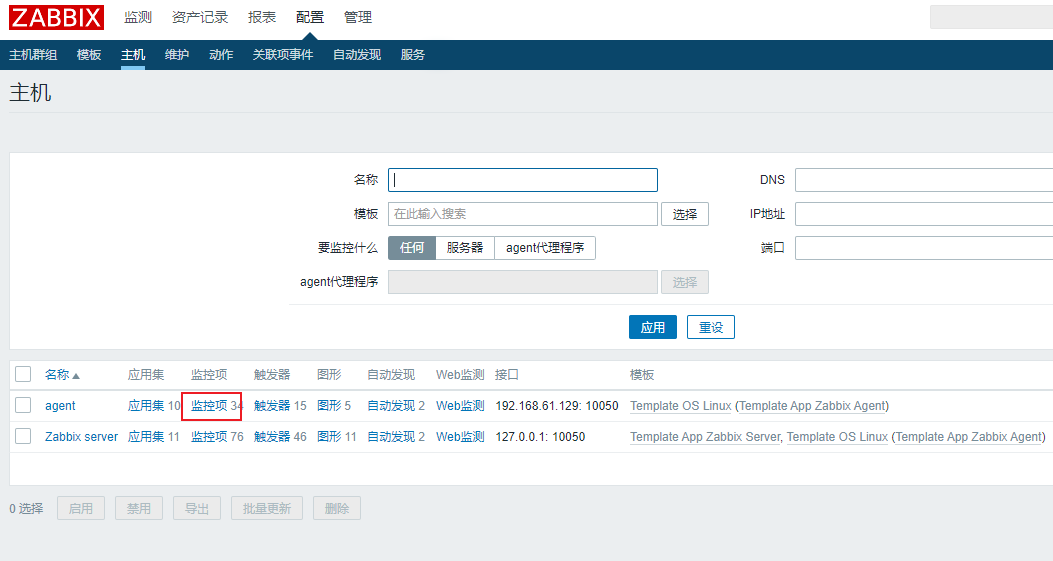 ZABBIX 监测 资产记录 报表 配置 管理
主机群组 模板 主机 维护 动作 关联项事件 自动发现 服务
主机
名称 DNS
模板 在此输入搜索 选择 IP地址
要监控什么 任何 服务器 agent代理程序 端口
agent代理程序 选择
应用 重设
名称▲ 应用集 监控项 触发器 图形 自动发现 Web监测 接口 模板
agent 应用集 10 监控项 34 触发器 15 图形 5 自动发现 2 Web监测 192.168.61.129: 10050 Template OS Linux (Template App Zabbix Agent)
Zabbix server 应用集 11 监控项 76 触发器 46 图形 11 自动发现 2 Web监测 127.0.0.1: 10050 Template App Zabbix Server, Template OS Linux (Template App Zabbix Agent)
0 选择 启用 禁用 导出 批量更新 删除